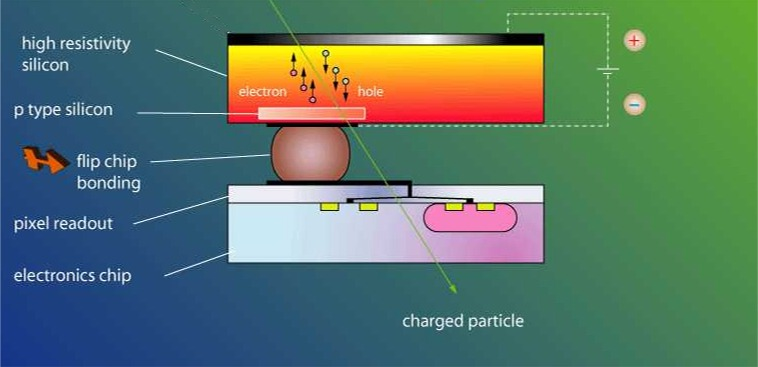 high resistivity
silicon
electron
hole
p type silicon
flip chip
bonding
pixel readout
electronics chip
charged particle
+
−